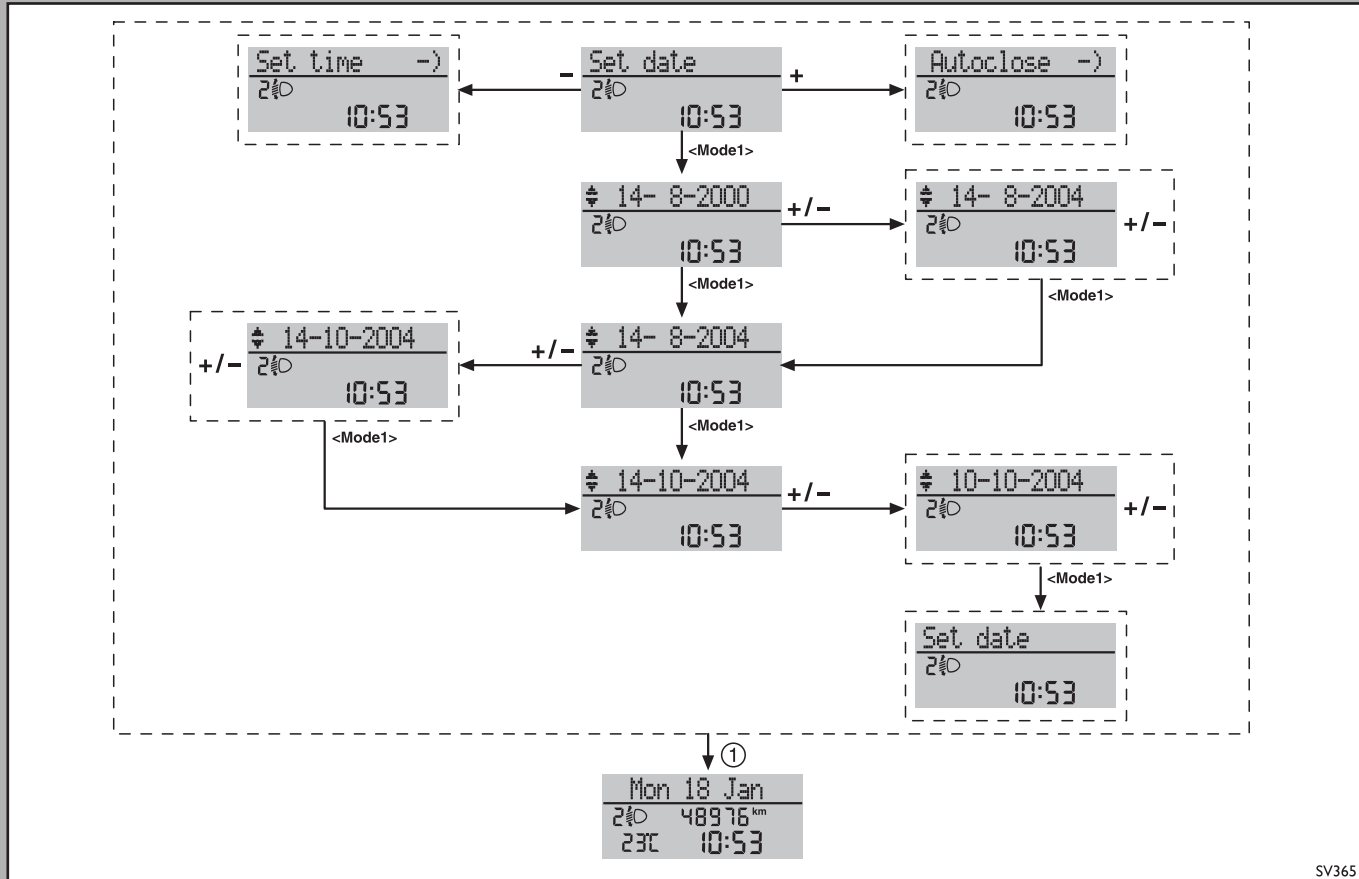 Set time -)
2
10:53
-
Set date
2
10:53
+
Autoclose -)
2
10:53
<Mode1>
14- 8-2000
2
10:53
+/-
14- 8-2004
2
10:53
+/-
<Mode1>
<Mode1>
+/-
14-10-2004
2
10:53
+/-
14- 8-2004
2
10:53
<Mode1>
<Mode1>
14-10-2004
2
10:53
+/-
10-10-2004
2
10:53
+/-
<Mode1>
Set date
2
10:53
1
Mon 18 Jan
2 48976 km
23°C 10:53
SV365